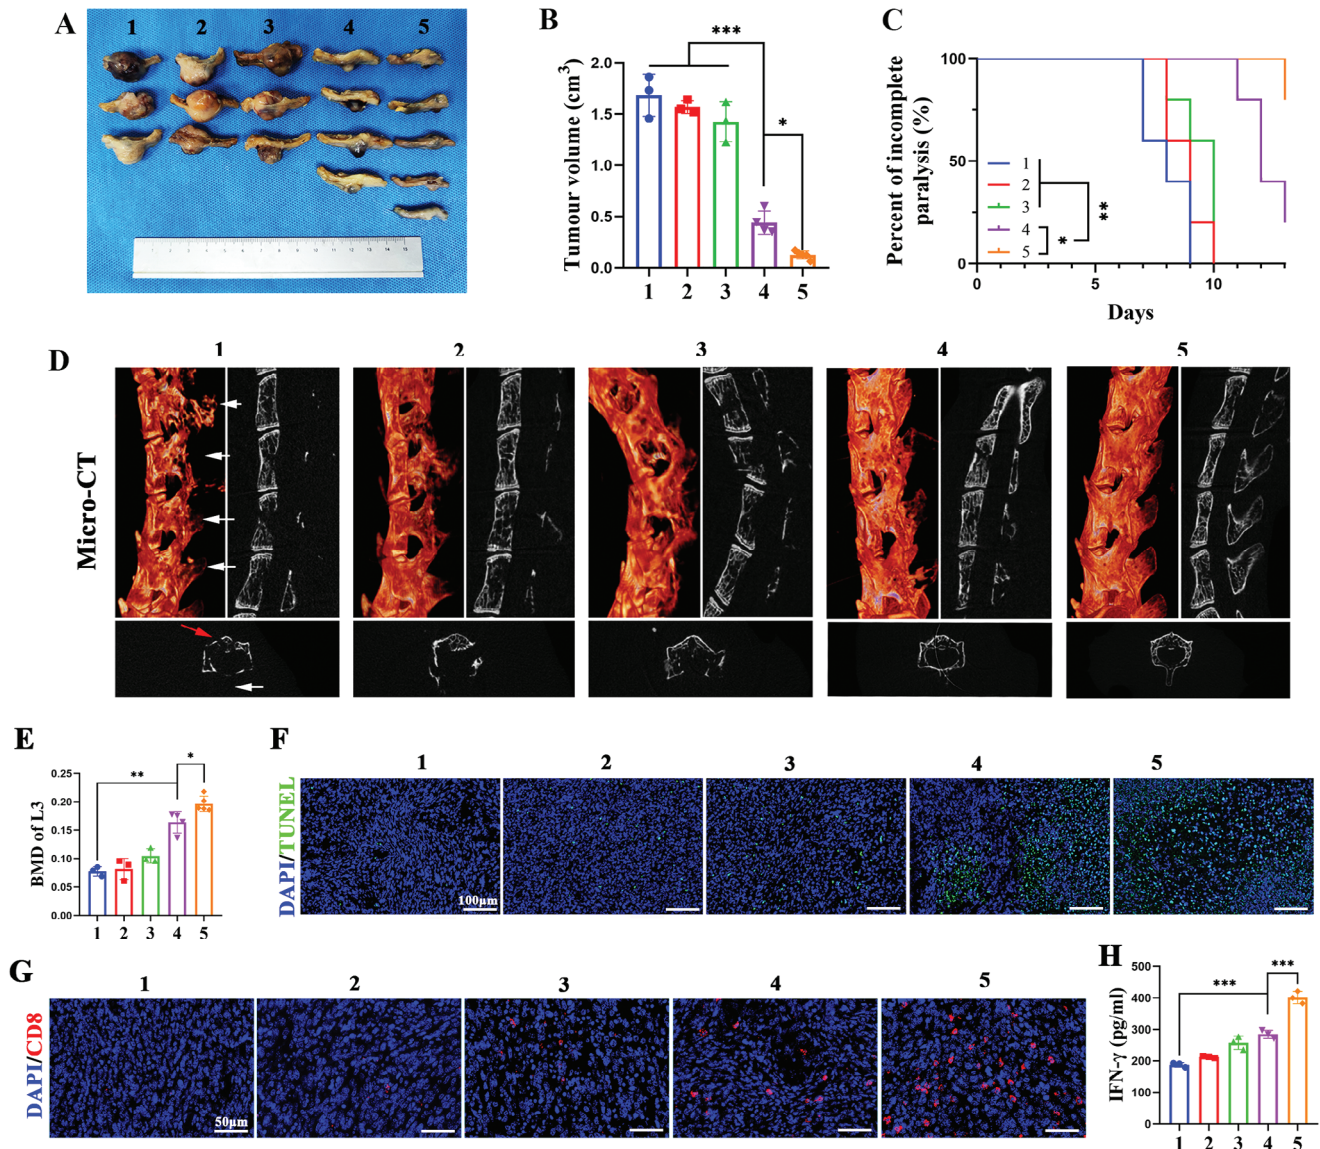 A
1 2 3 4 5
B
***
*
Tumour volume (cm3)
2.0
1.5
1.0
0.5
0.0
1 2 3 4 5
C
Percent of incomplete
paralysis (%)
100
50
0
1
2
3
4
5
**
*
0 5 10
Days
D
1 2 3 4 5
Micro-CT
E
**
*
BMD of L3
0.25
0.20
0.15
0.10
0.05
0.00
1 2 3 4 5
F
1 2 3 4 5
DAPI/TUNEL
100μm
G
1 2 3 4 5
DAPI/CD8
50μm
H
***
***
IFN-γ (pg/ml)
500
400
300
200
100
0
1 2 3 4 5